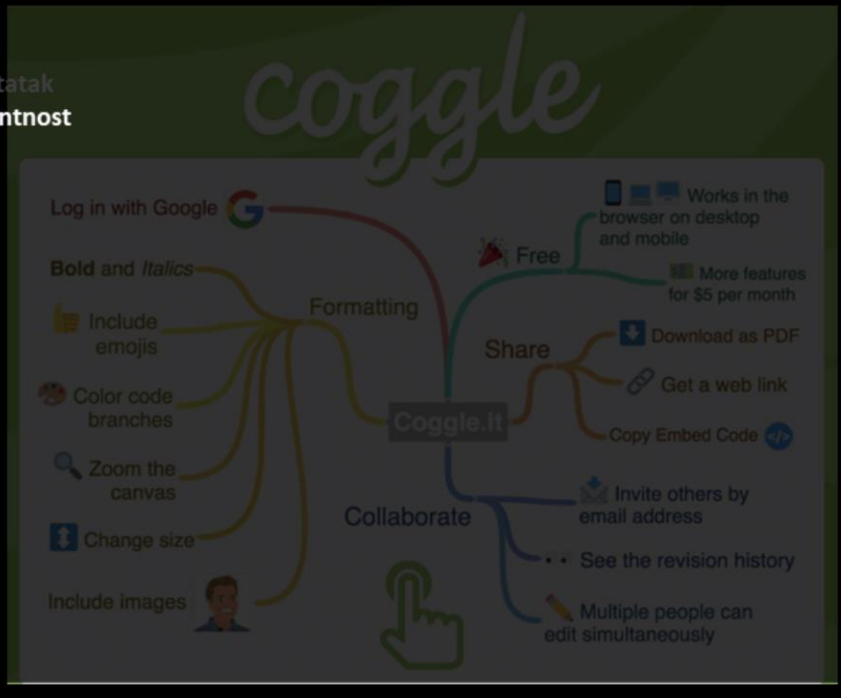 tatak
ntnost
coggle
Log in with Google
Bold and Italics
Include
emojis
Color code
branches
Zoom the
canvas
Change size
Include images
Formatting
Coggle.it
Free
Works in the
browser on desktop
and mobile
More features
for $5 per month
Share
Download as PDF
Get a web link
Copy Embed Code
Collaborate
Invite others by
email address
See the revision history
Multiple people can
edit simultaneously